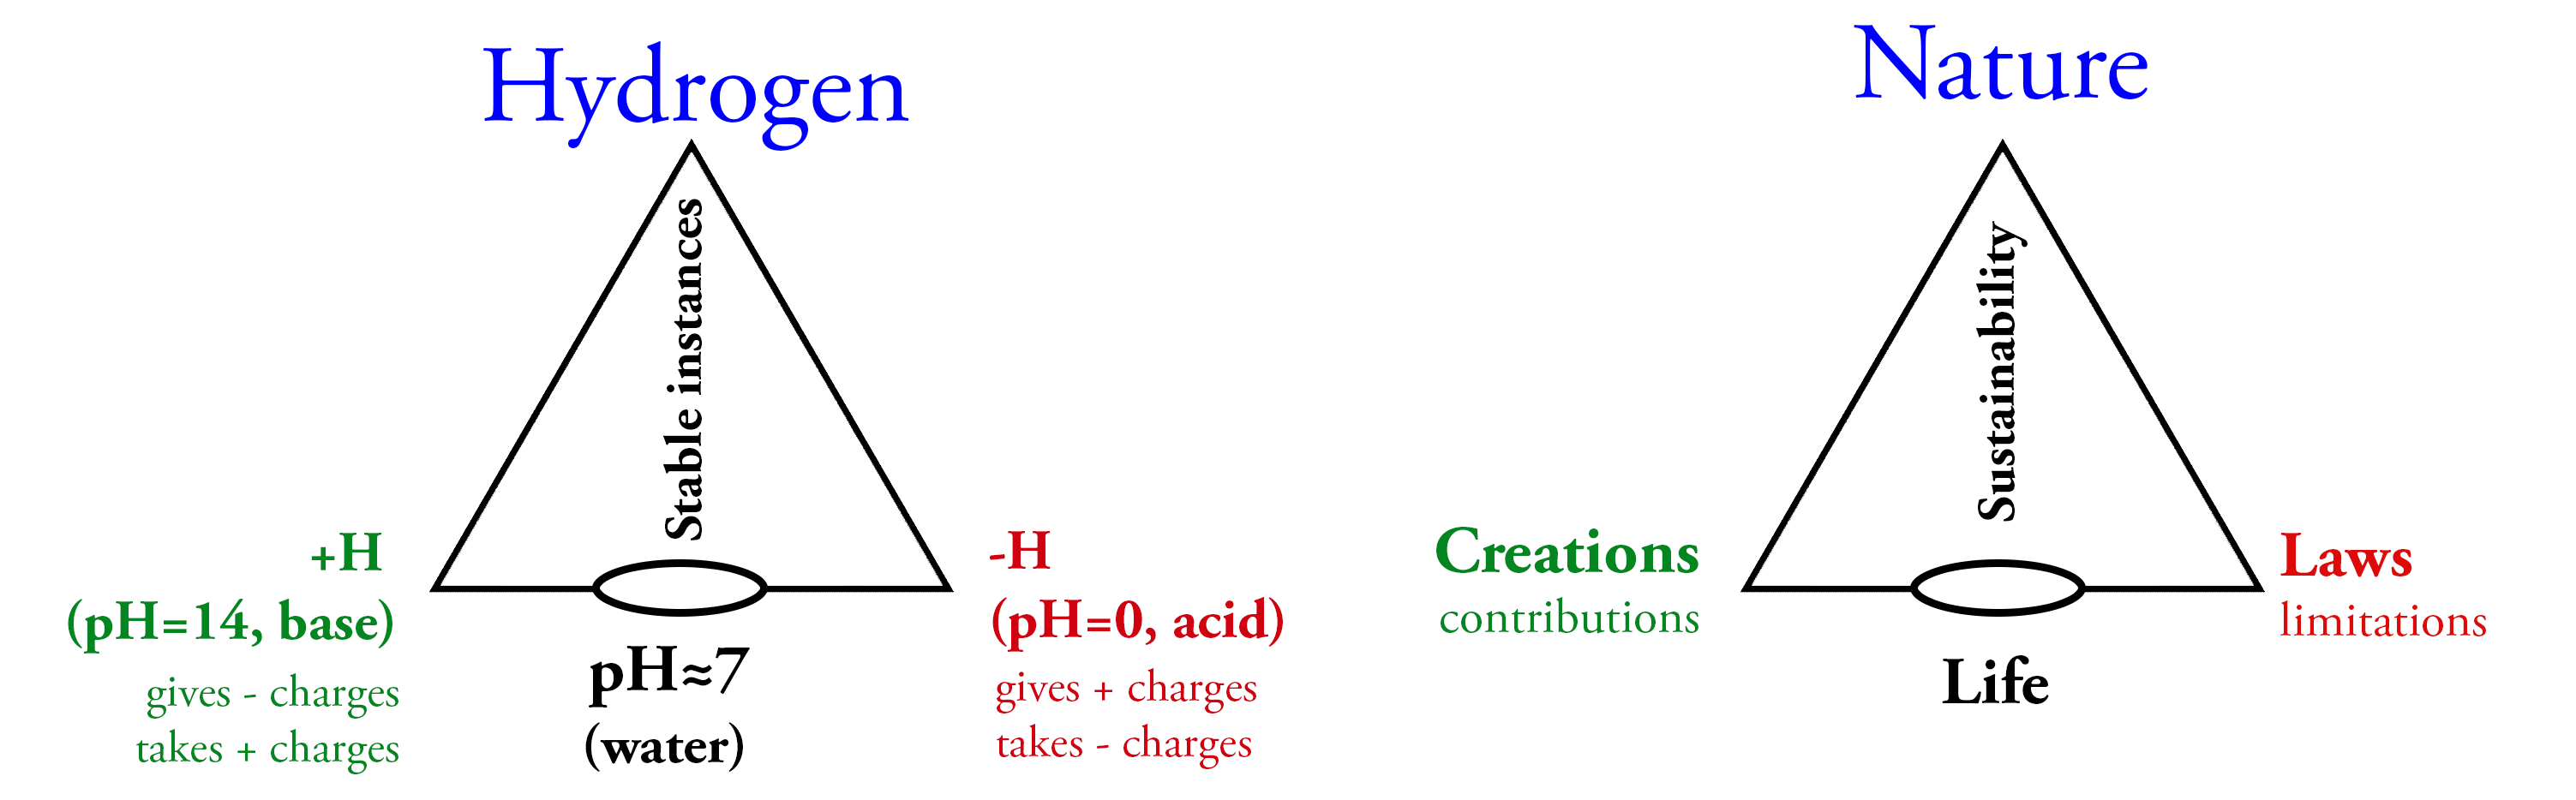 Hydrogen
Stable instances
+H
(pH=14, base)
gives - charges
takes + charges
pH≈7
(water)
-H
(pH=0, acid)
gives + charges
takes - charges
Nature
Sustainability
Creations
contributions
Life
Laws
limitations